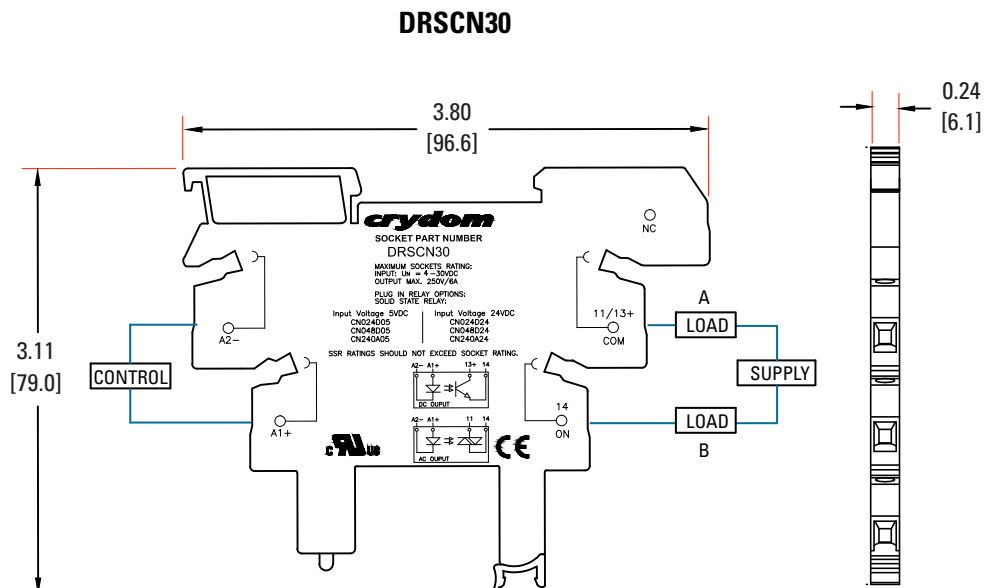 DRSCN30
3.80
[96.6]
0.24
[6.1]
3.11
[79.0]
crydom
SOCKET PART NUMBER
DRSCN30
MAXIMUM SOCKETS RATING:
INPUT: UN = 4-30VDC
OUTPUT MAX. 250V/6A
PLUG IN RELAY OPTIONS:
SOLID STATE RELAY:
Input Voltage 5VDC
CN024D05
CN048D05
CN240A05
Input Voltage 24VDC
CN024D24
CN048D24
CN240A24
SSR RATINGS SHOULD NOT EXCEED SOCKET RATING.
A2- A1+ 13+ 14
DC OUPUT
A2- A1+ 11 14
AC OUPUT
NC
A2-
A1+
11/13+
COM
14
ON
CONTROL
A
LOAD
SUPPLY
LOAD
B
c RU us
CE